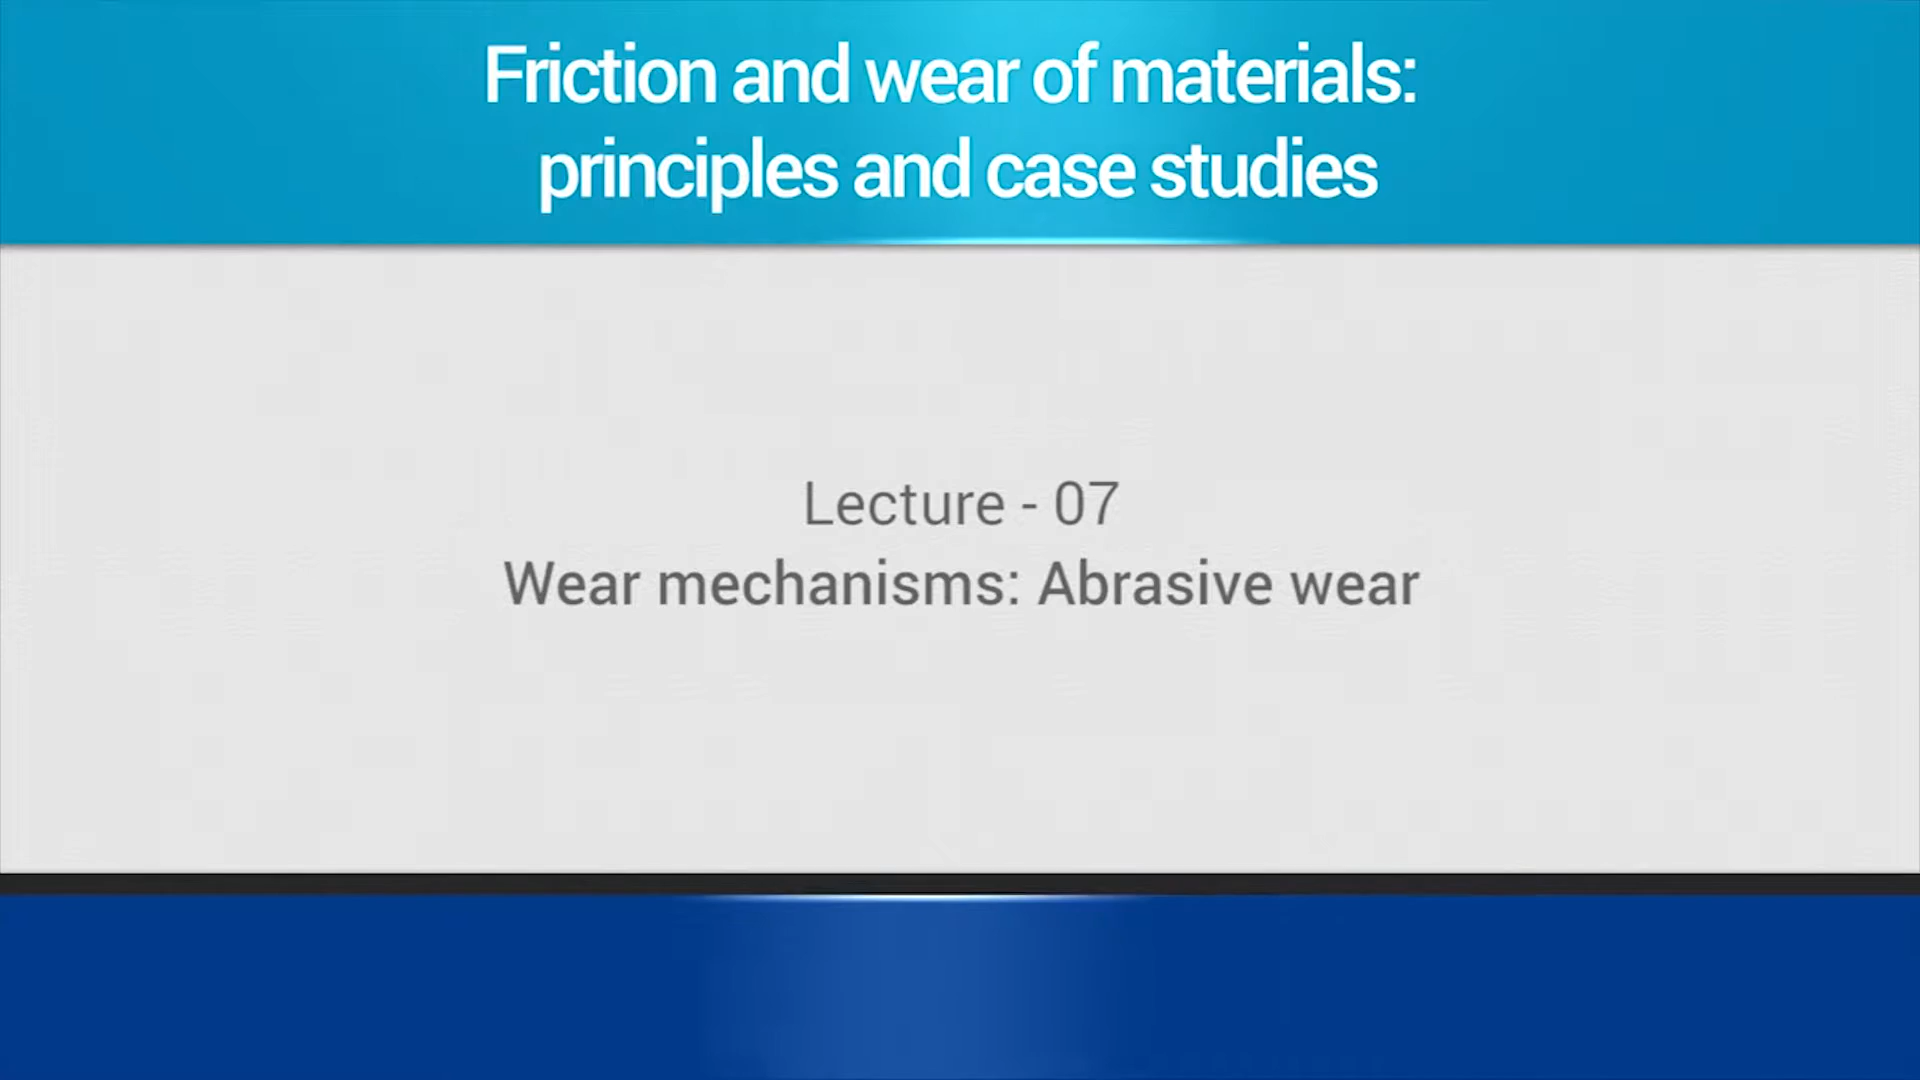 Friction and wear of materials:
principles and case studies
Lecture - 07
Wear mechanisms: Abrasive wear